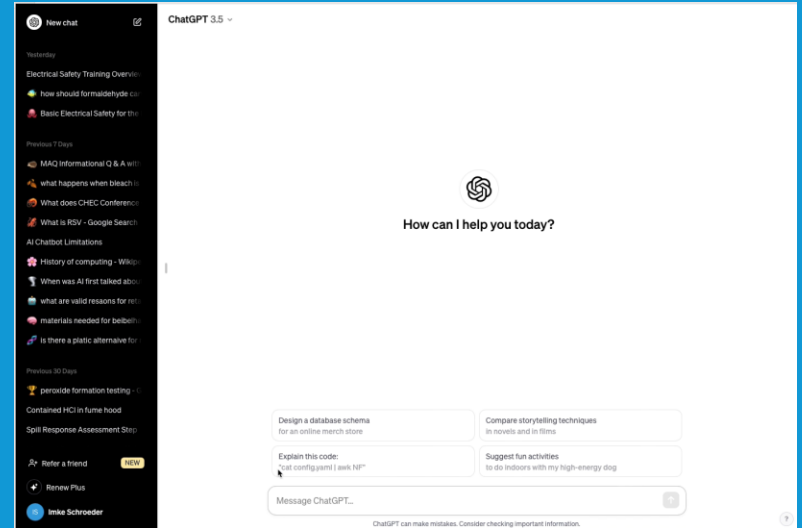 New chat
Yesterday
Electrical Safety Training Overview
how should formaldehyde ca
Basic Electrical Safety for the
Previous 7 Days
MAQ Informational Q & A with
what happens when bleach is
What does CHEC Conference
What is RSV - Google Search
AI Chatbot Limitations
History of computing - Wikipe
When was AI first talked abou
what are valid resaons for retr
materials needed for beibelh
is there a platic alternaive for
Previous 30 Days
peroxide formation testing - G
Contained HCl in fume hood
Spill Response Assessment Step
Refer a friend
NEW
Renew Plus
IS
Imke Schroeder
ChatGPT 3.5
How can I help you today?
Design a database schema
for an online merch store
Compare storytelling techniques
in novels and in films
Explain this code:
"cat config.yaml | awk NF"
Suggest fun activities
to do indoors with my high-energy dog
Message ChatGPT...
ChatGPT can make mistakes. Consider checking important information.
?